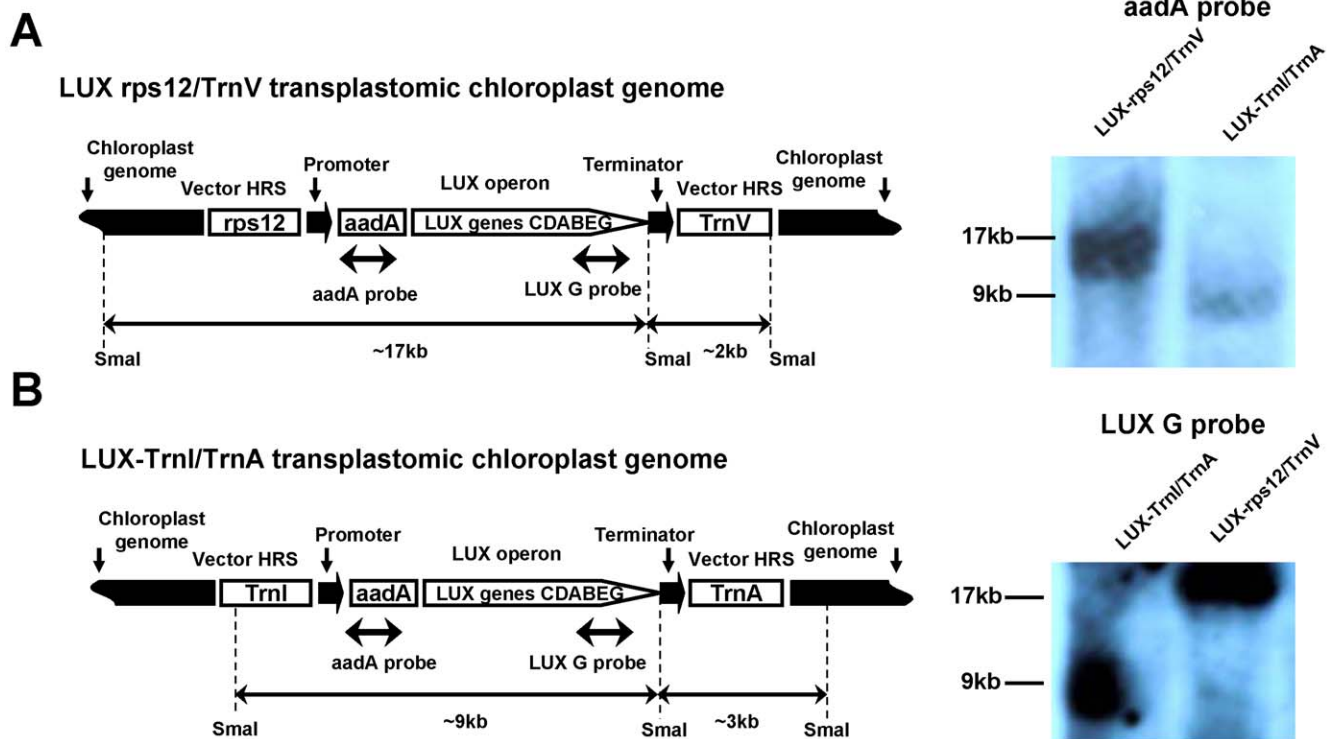 A
LUX rps12/TrnV transplastomic chloroplast genome
Chloroplast
genome
Vector HRS
Promoter
LUX operon
Terminator
Vector HRS
Chloroplast
genome
rps12
aadA
LUX genes CDABEG
TrnV
aadA probe
LUX G probe
~17kb
~2kb
SmaI
SmaI
SmaI
aadA probe
LUX-rps12/TrnV
LUX-TrnI/TrnA
17kb
9kb
B
LUX-TrnI/TrnA transplastomic chloroplast genome
Chloroplast
genome
Vector HRS
Promoter
LUX operon
Terminator
Vector HRS
Chloroplast
genome
TrnI
aadA
LUX genes CDABEG
TrnA
aadA probe
LUX G probe
~9kb
~3kb
SmaI
SmaI
SmaI
LUX G probe
LUX-TrnI/TrnA
LUX-rps12/TrnV
17kb
9kb